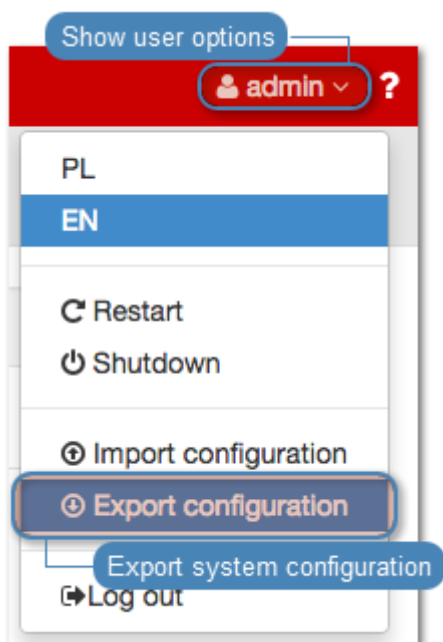 Show user options
admin ?
PL
EN
Restart
Shutdown
Import configuration
Export configuration
Export system configuration
Log out